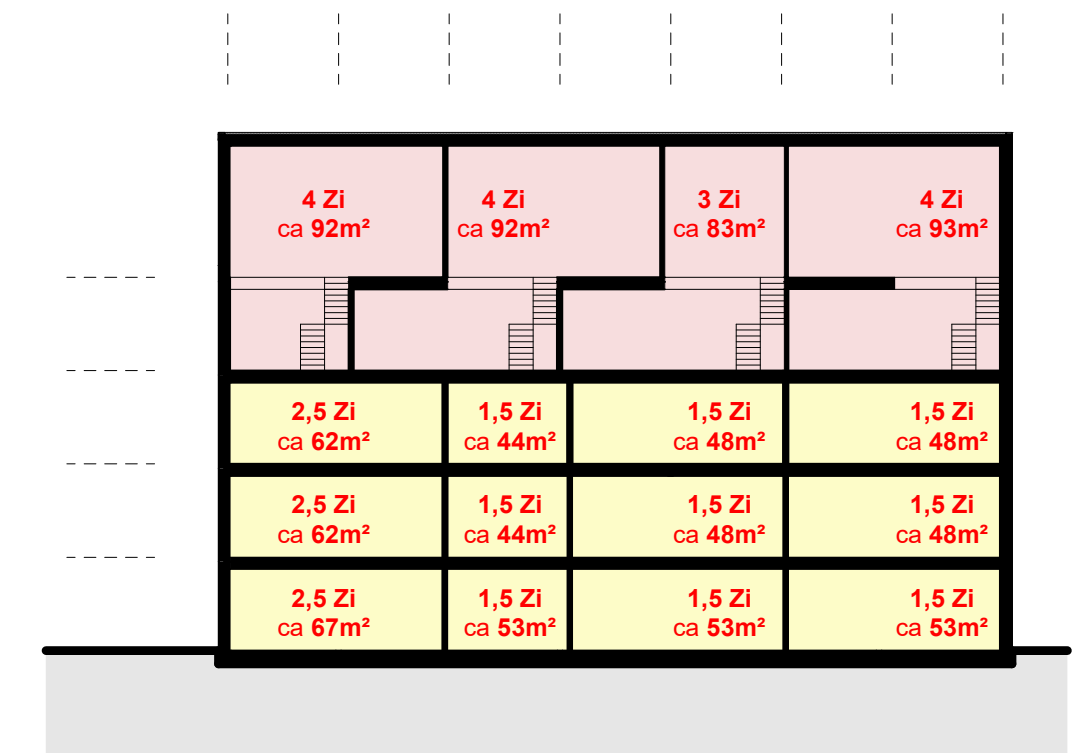 4 Zi
ca 92m²
4 Zi
ca 92m²
3 Zi
ca 83m²
4 Zi
ca 93m²
2,5 Zi
ca 62m²
1,5 Zi
ca 44m²
1,5 Zi
ca 48m²
1,5 Zi
ca 48m²
2,5 Zi
ca 62m²
1,5 Zi
ca 44m²
1,5 Zi
ca 48m²
1,5 Zi
ca 48m²
2,5 Zi
ca 67m²
1,5 Zi
ca 53m²
1,5 Zi
ca 53m²
1,5 Zi
ca 53m²